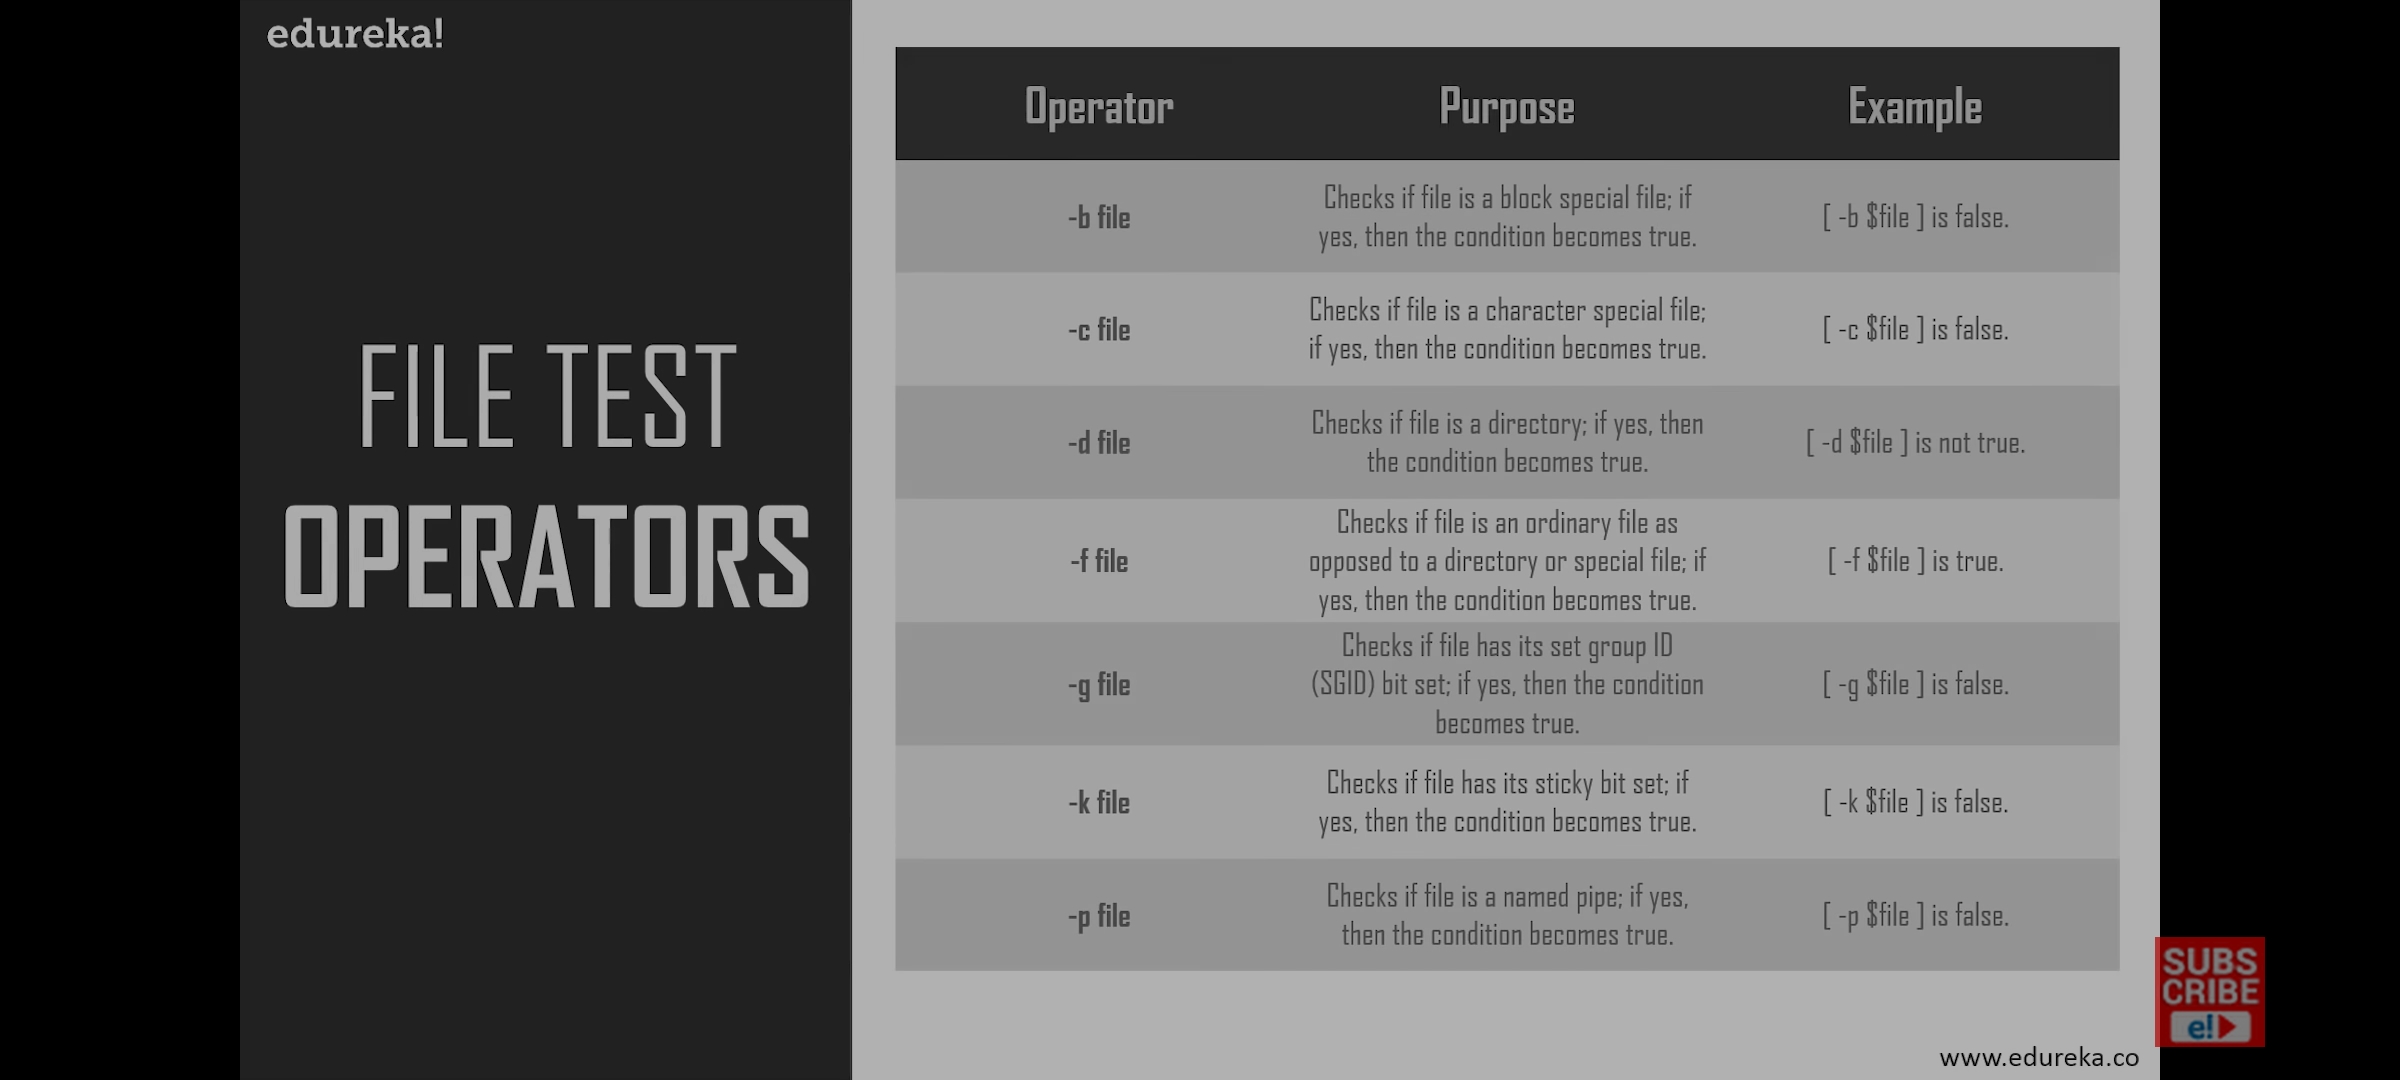 edureka!
FILE TEST
OPERATORS
Operator Purpose Example
-b file
Checks if file is a block special file; if
yes, then the condition becomes true.
[ -b $file ] is false.
-c file
Checks if file is a character special file;
if yes, then the condition becomes true.
[ -c $file ] is false.
-d file
Checks if file is a directory; if yes, then
the condition becomes true.
[ -d $file ] is not true.
-f file
Checks if file is an ordinary file as
opposed to a directory or special file; if
yes, then the condition becomes true.
[ -f $file ] is true.
-g file
Checks if file has its set group ID
(SGID) bit set; if yes, then the condition
becomes true.
[ -g $file ] is false.
-k file
Checks if file has its sticky bit set; if
yes, then the condition becomes true.
[ -k $file ] is false.
-p file
Checks if file is a named pipe; if yes,
then the condition becomes true.
[ -p $file ] is false.
SUBS
CRIBE
e!
www.edureka.co